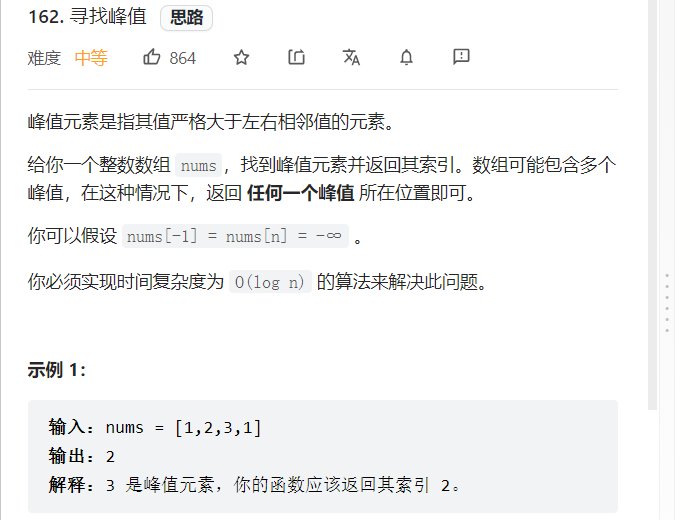 162. 寻找峰值 思路
难度 中等 864
峰值元素是指其值严格大于左右相邻值的元素。
给你一个整数数组 nums，找到峰值元素并返回其索引。数组可能包含多个
峰值，在这种情况下，返回 任何一个峰值 所在位置即可。
你可以假设 nums[-1] = nums[n] = -∞ 。
你必须实现时间复杂度为 O(log n) 的算法来解决此问题。
示例 1：
输入：nums = [1,2,3,1]
输出：2
解释：3 是峰值元素，你的函数应该返回其索引 2。